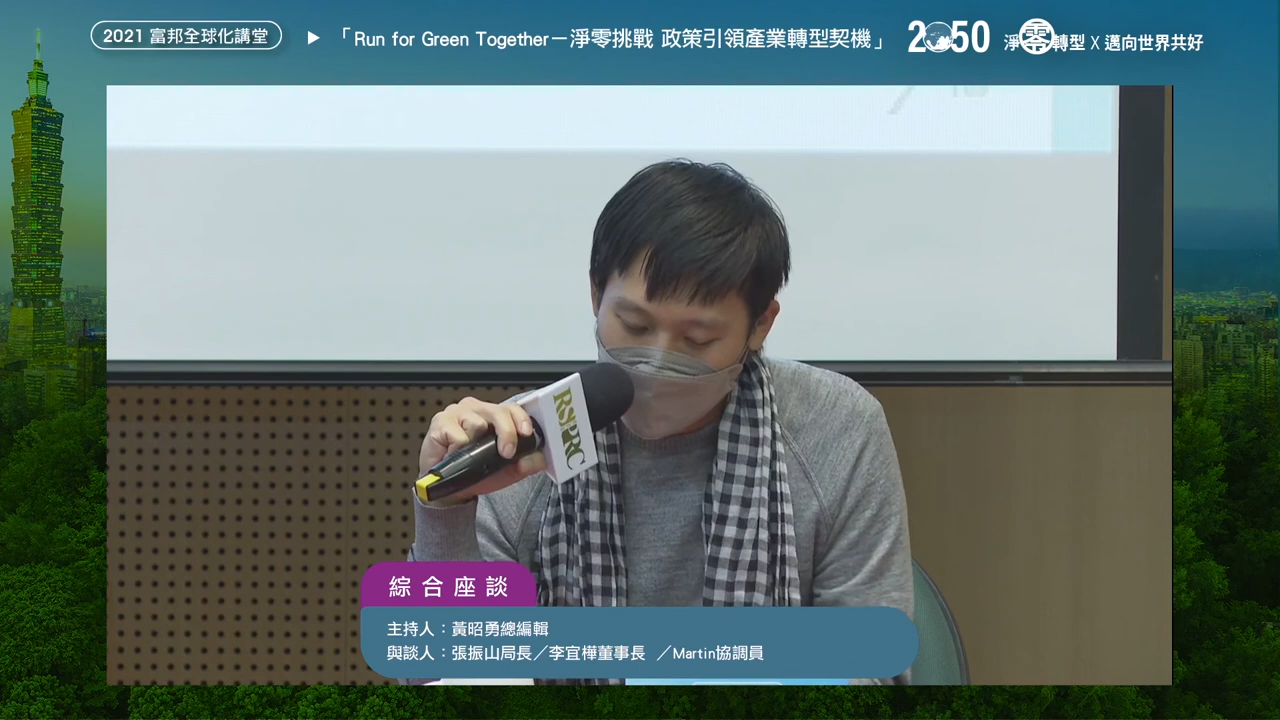 2021 富邦全球化講堂
「Run for Green Together－淨零挑戰 政策引領產業轉型契機」
2050 淨零轉型 X 邁向世界共好
RSPRC
綜合座談
主持人：黃昭勇總編輯
與談人：張振山局長／李宜樺董事長 ／Martin協調員